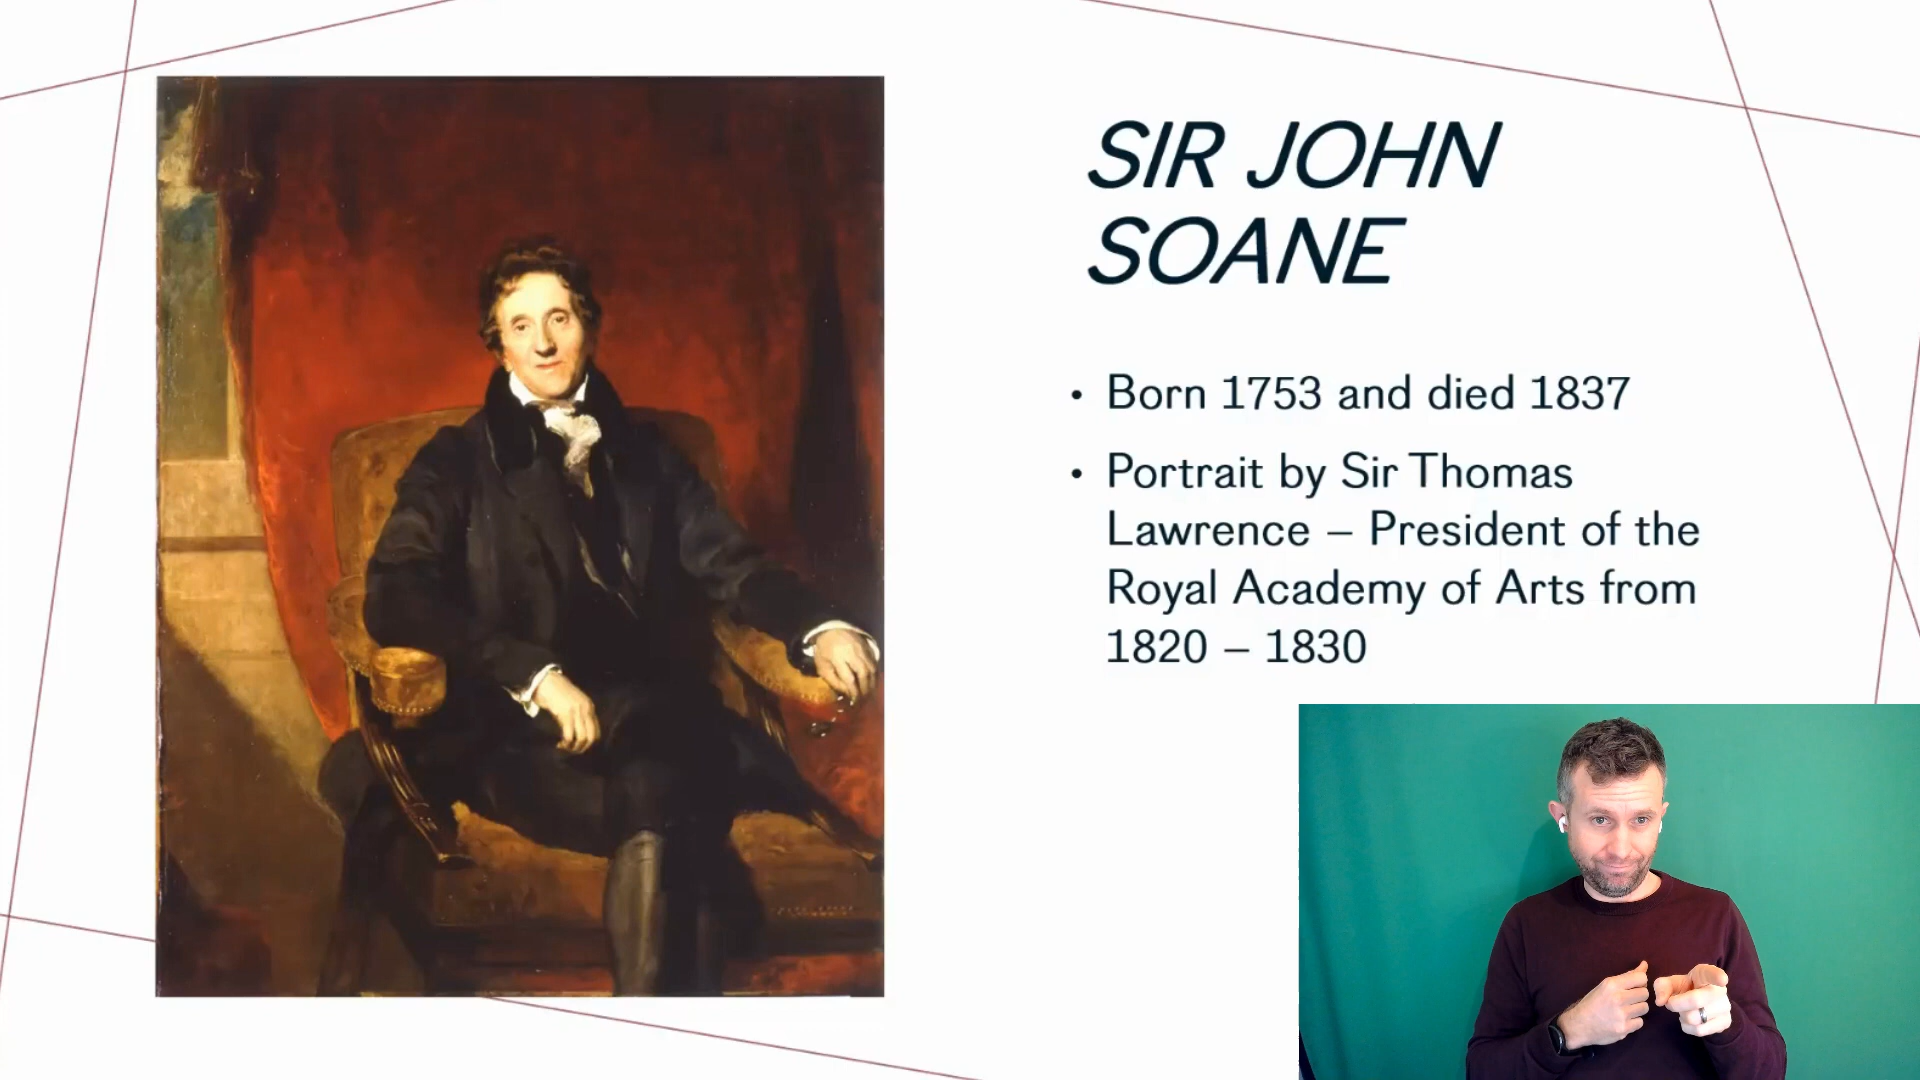 SIR JOHN
SOANE
• Born 1753 and died 1837
• Portrait by Sir Thomas
Lawrence – President of the
Royal Academy of Arts from
1820 – 1830